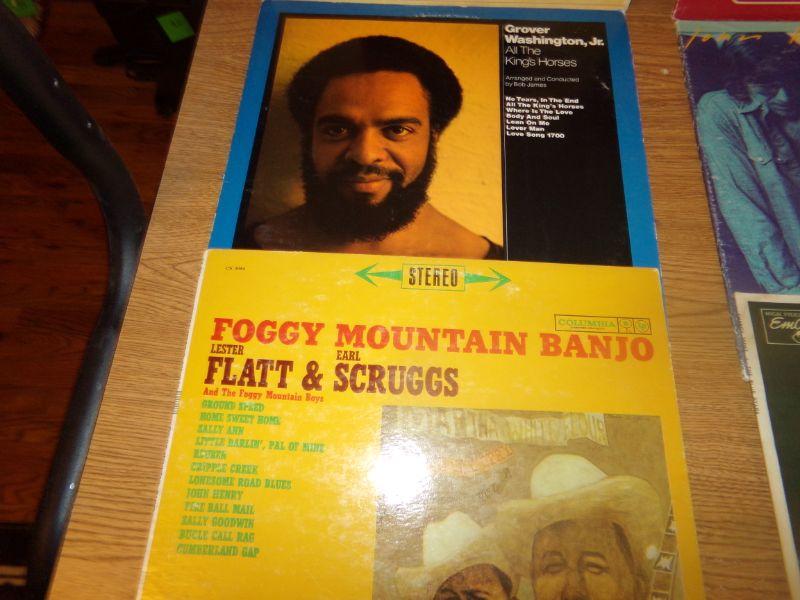 Grover
Washington, Jr.
All The
King's Horses
Arranged and Conducted
by Bob James
No Tears, In The End
All The King's Horses
Where Is The Love
Body And Soul
Lean On Me
Lover Man
Love Song 1700
STEREO
COLUMBIA
FOGGY MOUNTAIN BANJO
LESTER EARL
FLATT & SCRUGGS
And The Foggy Mountain Boys
GROUND SPEED
HOME SWEET HOME
SALLY ANN
LITTLE DARLIN', PAL OF MINE
REUBEN
CRIPPLE CREEK
LONESOME ROAD BLUES
JOHN HENRY
FIRE BALL MAIL
SALLY GOODWIN
BUGLE CALL RAG
CUMBERLAND GAP